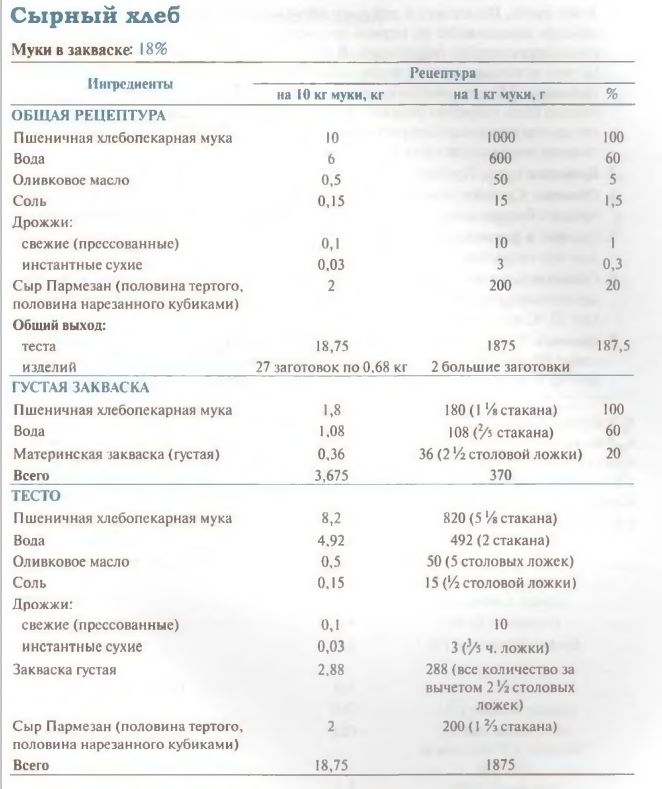 Сырный хлеб
Муки в закваске: 18%
Ингредиенты Рецептура
на 10 кг муки, кг на 1 кг муки, г %
ОБЩАЯ РЕЦЕПТУРА
Пшеничная хлебопекарная мука 10 1000 100
Вода 6 600 60
Оливковое масло 0,5 50 5
Соль 0,15 15 1,5
Дрожжи:
свежие (прессованные) 0,1 10 1
инстантные сухие 0,03 3 0,3
Сыр Пармезан (половина тертого, 2 200 20
половина нарезанного кубиками)
Общий выход:
теста 18,75 1875 187,5
изделий 27 заготовок по 0,68 кг 2 большие заготовки
ГУСТАЯ ЗАКВАСКА
Пшеничная хлебопекарная мука 1,8 180 (1 ⅛ стакана) 100
Вода 1,08 108 (⅖ стакана) 60
Материнская закваска (густая) 0,36 36 (2 ½ столовой ложки) 20
Всего 3,675 370
ТЕСТО
Пшеничная хлебопекарная мука 8,2 820 (5 ⅛ стакана)
Вода 4,92 492 (2 стакана)
Оливковое масло 0,5 50 (5 столовых ложек)
Соль 0,15 15 (½ столовой ложки)
Дрожжи:
свежие (прессованные) 0,1 10
инстантные сухие 0,03 3 (⅗ ч. ложки)
Закваска густая 2,88 288 (все количество за
вычетом 2 ½ столовых
ложек)
Сыр Пармезан (половина тертого, 2 200 (1 ⅔ стакана)
половина нарезанного кубиками)
Всего 18,75 1875